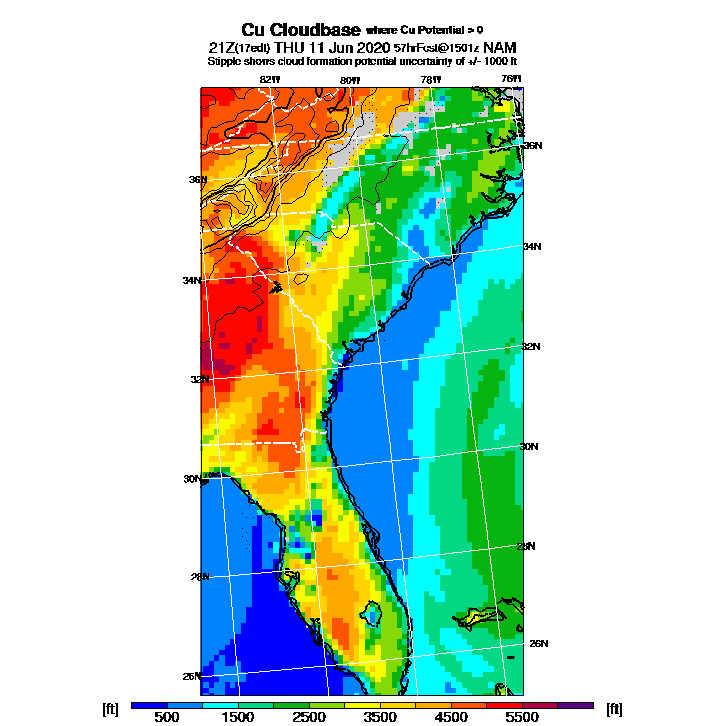 Cu Cloudbase where Cu Potential > 0
21Z(17edt) THU 11 Jun 2020 57hrFcst@1501z NAM
Stipple shows cloud formation potential uncertainty of +/- 1000 ft
82W 80W 78W 76W
36N 36N
34N 34N
32N 32N
30N 30N
28N 28N
26N 26N
[ft] 500 1500 2500 3500 4500 5500 [ft]